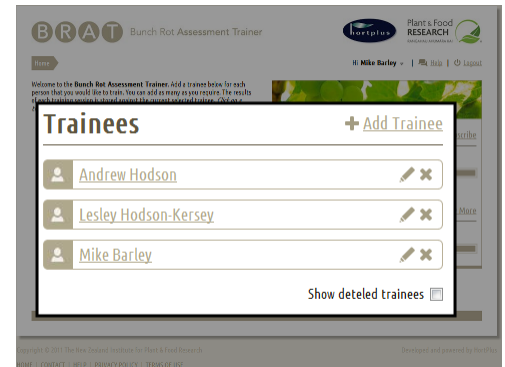 BRAT Bunch Rot Assessment Trainer
hortplus
Plant & Food
RESEARCH
Home
Hi Mike Barley | Help | Logout
Welcome to the Bunch Rot Assessment Trainer. Add a trainee below for each
person that you would like to train. You can add as many as you require. The results
Trainees
+ Add Trainee
Andrew Hodson
Lesley Hodson-Kersey
More
Mike Barley
Show deteled trainees
Copyright © 2011 The New Zealand Institute for Plant & Food Research
Developed and powered by HortPlus
HOME | CONTACT | HELP | PRIVACY POLICY | TERMS OF USE